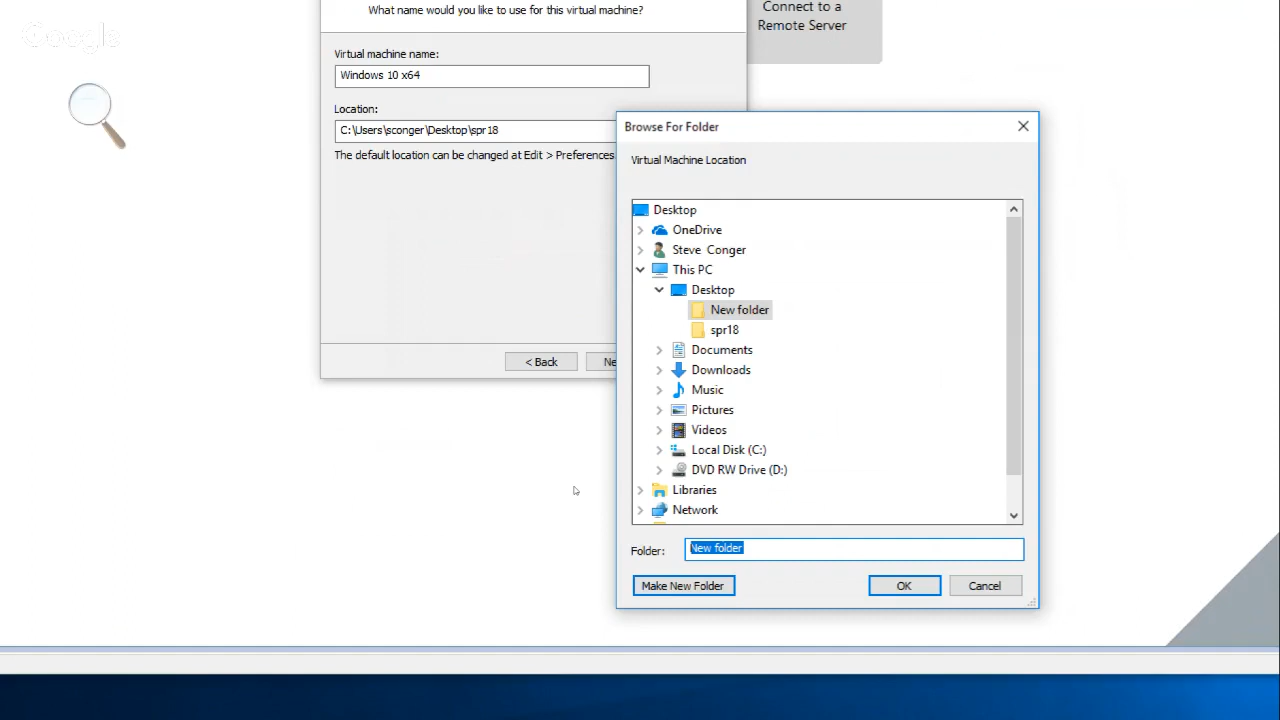 Google
What name would you like to use for this virtual machine?
Connect to a
Remote Server
Virtual machine name:
Windows 10 x64
Location:
C:\Users\sconger\Desktop\spr18
The default location can be changed at Edit > Preferences
< Back
Ne
Browse For Folder
Virtual Machine Location
Desktop
OneDrive
Steve Conger
This PC
Desktop
New folder
spr18
Documents
Downloads
Music
Pictures
Videos
Local Disk (C:)
DVD RW Drive (D:)
Libraries
Network
Folder:
New folder
Make New Folder
OK
Cancel